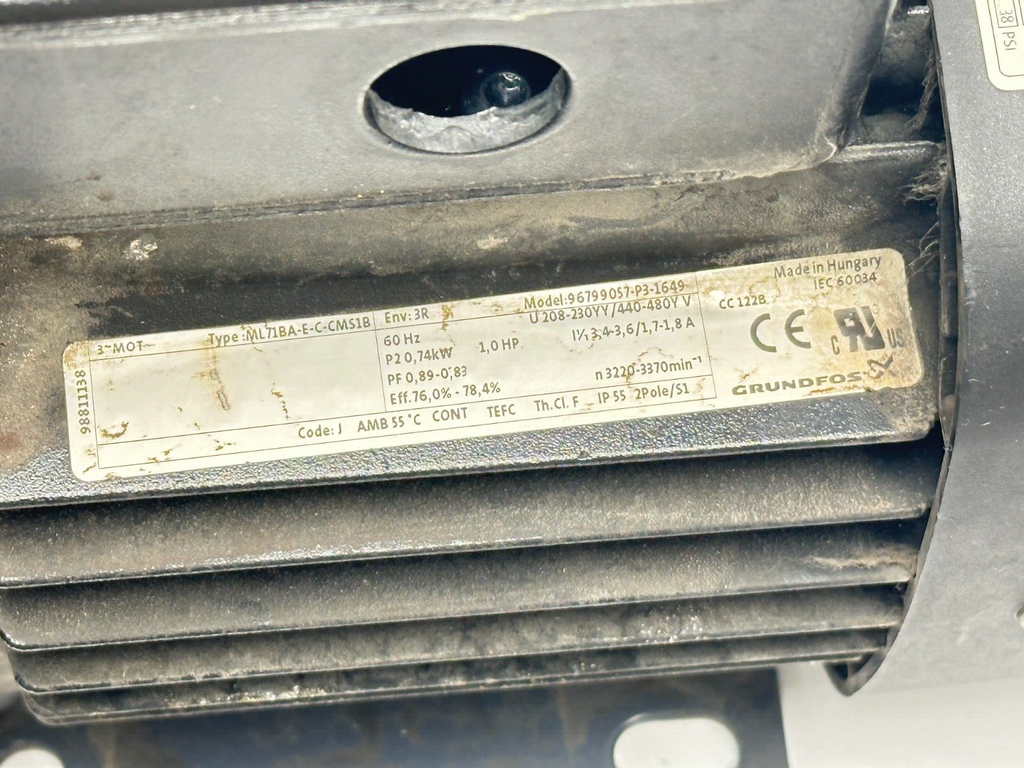 38 PSI
98811138
3~MOT Type: ML71BA-E-C-CMS1B
Env: 3R Model:96799057-P3-1649
60 Hz U 208-230YY/440-480Y V
P2 0,74kW 1,0 HP 3,4-3,6/1,7-1,8 A
PF 0,89-0,83 n 3220-3370min⁻¹
Eff.76,0% - 78,4%
Code: J AMB 55 °C CONT TEFC Th.Cl. F IP 55 2Pole/S1
Made in Hungary
IEC 60034
CC 122B
CE C UR US
GRUNDFOS